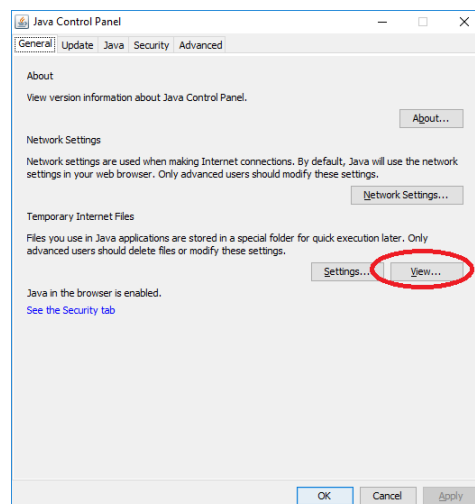 Java Control Panel
General Update Java Security Advanced
About
View version information about Java Control Panel.
About...
Network Settings
Network settings are used when making Internet connections. By default, Java will use the network
settings in your web browser. Only advanced users should modify these settings.
Network Settings...
Temporary Internet Files
Files you use in Java applications are stored in a special folder for quick execution later. Only
advanced users should delete files or modify these settings.
Settings... View...
Java in the browser is enabled.
See the Security tab
OK Cancel Apply